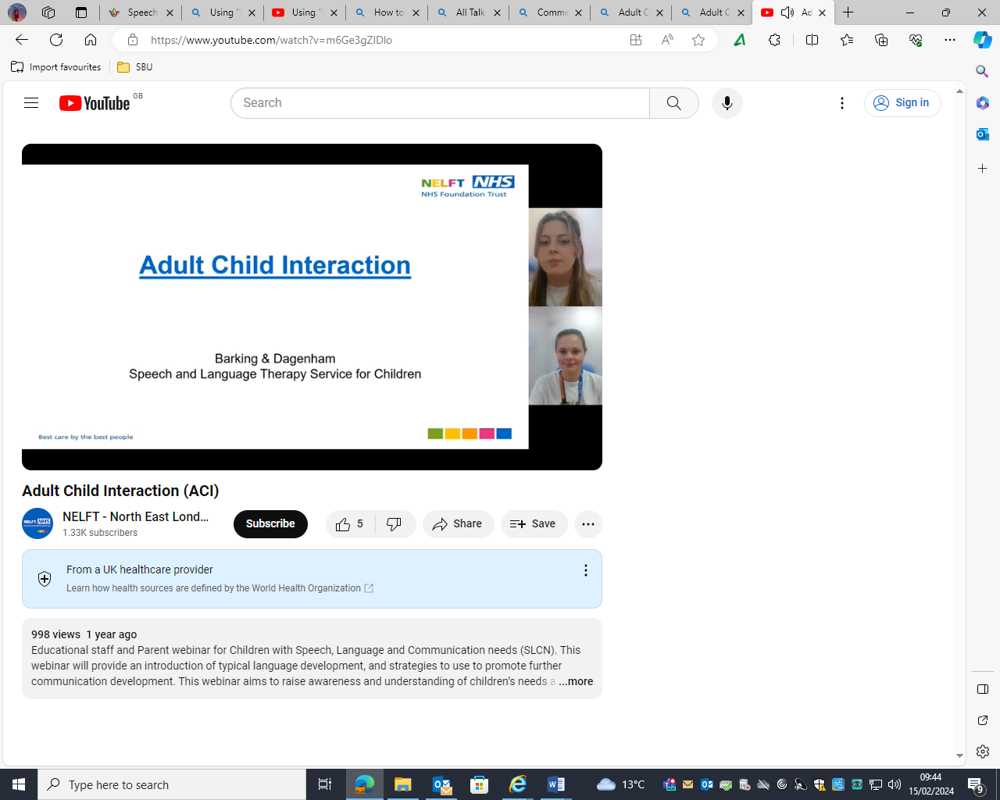 Speech
Using "
Using "
How to
All Talk
Comme
Adult C
Adult C
Ad
https://www.youtube.com/watch?v=m6Ge3gZIDIo
Import favourites
SBU
YouTube GB
Search
Sign in
NELFT NHS
NHS Foundation Trust
Adult Child Interaction
Barking & Dagenham
Speech and Language Therapy Service for Children
Best care by the best people
Adult Child Interaction (ACI)
NELFT NHS
NELFT - North East Lond...
1.33K subscribers
Subscribe
5
Share
Save
From a UK healthcare provider
Learn how health sources are defined by the World Health Organization
998 views 1 year ago
Educational staff and Parent webinar for Children with Speech, Language and Communication needs (SLCN). This
webinar will provide an introduction of typical language development, and strategies to use to promote further
communication development. This webinar aims to raise awareness and understanding of children's needs a ...more
Type here to search
13°C
09:44
15/02/2024
9